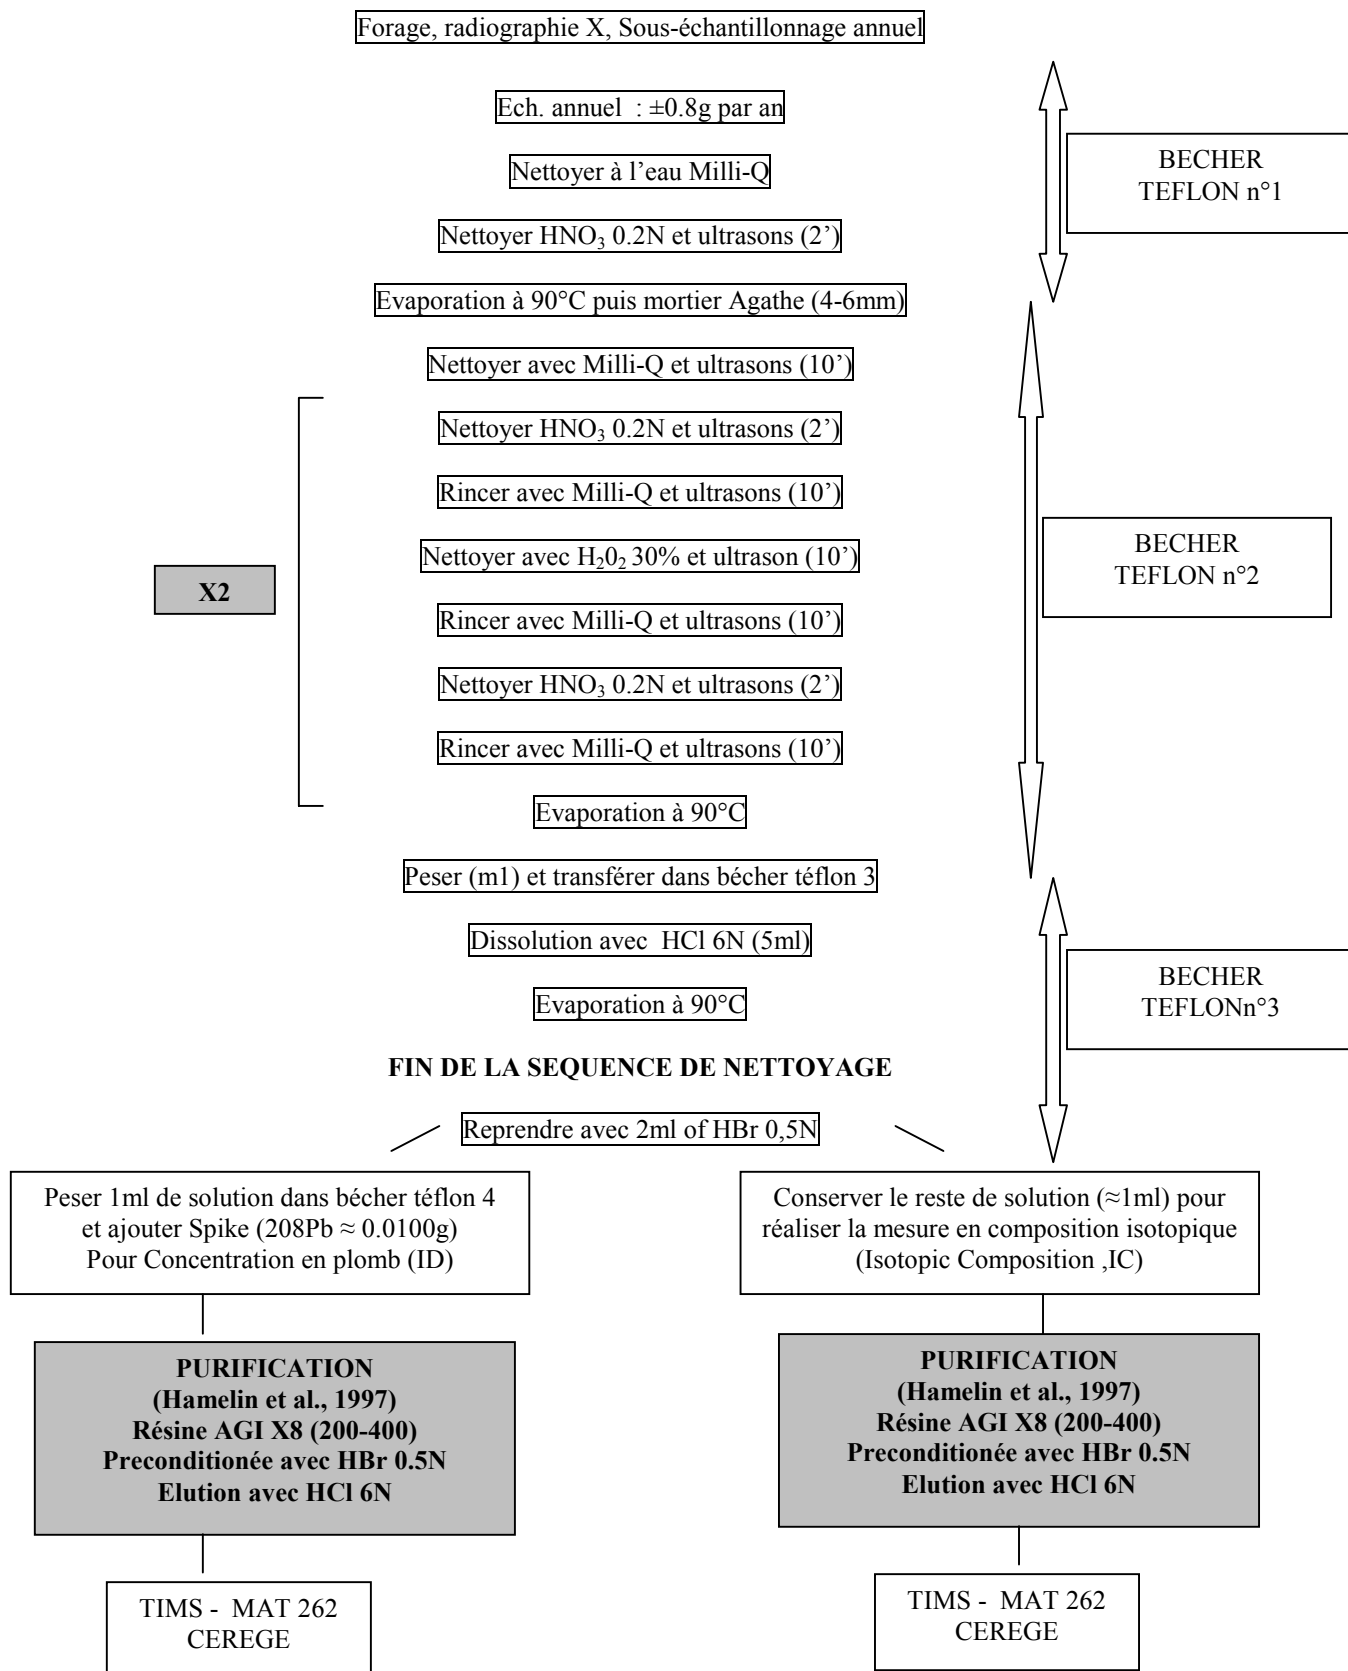 Forage, radiographie X, Sous-échantillonnage annuel
Ech. annuel : ±0.8g par an
Nettoyer à l’eau Milli-Q
BECHER
TEFLON n°1
Nettoyer HNO₃ 0.2N et ultrasons (2’)
Evaporation à 90°C puis mortier Agathe (4-6mm)
Nettoyer avec Milli-Q et ultrasons (10’)
Nettoyer HNO₃ 0.2N et ultrasons (2’)
Rincer avec Milli-Q et ultrasons (10’)
Nettoyer avec H₂0₂ 30% et ultrason (10’)
X2
BECHER
TEFLON n°2
Rincer avec Milli-Q et ultrasons (10’)
Nettoyer HNO₃ 0.2N et ultrasons (2’)
Rincer avec Milli-Q et ultrasons (10’)
Evaporation à 90°C
Peser (m1) et transférer dans bécher téflon 3
Dissolution avec HCl 6N (5ml)
Evaporation à 90°C
BECHER
TEFLONn°3
FIN DE LA SEQUENCE DE NETTOYAGE
Reprendre avec 2ml of HBr 0,5N
Peser 1ml de solution dans bécher téflon 4
et ajouter Spike (208Pb ≈ 0.0100g)
Pour Concentration en plomb (ID)
Conserver le reste de solution (≈1ml) pour
réaliser la mesure en composition isotopique
(Isotopic Composition ,IC)
PURIFICATION
(Hamelin et al., 1997)
Résine AGI X8 (200-400)
Preconditionée avec HBr 0.5N
Elution avec HCl 6N
PURIFICATION
(Hamelin et al., 1997)
Résine AGI X8 (200-400)
Preconditionée avec HBr 0.5N
Elution avec HCl 6N
TIMS - MAT 262
CEREGE
TIMS - MAT 262
CEREGE